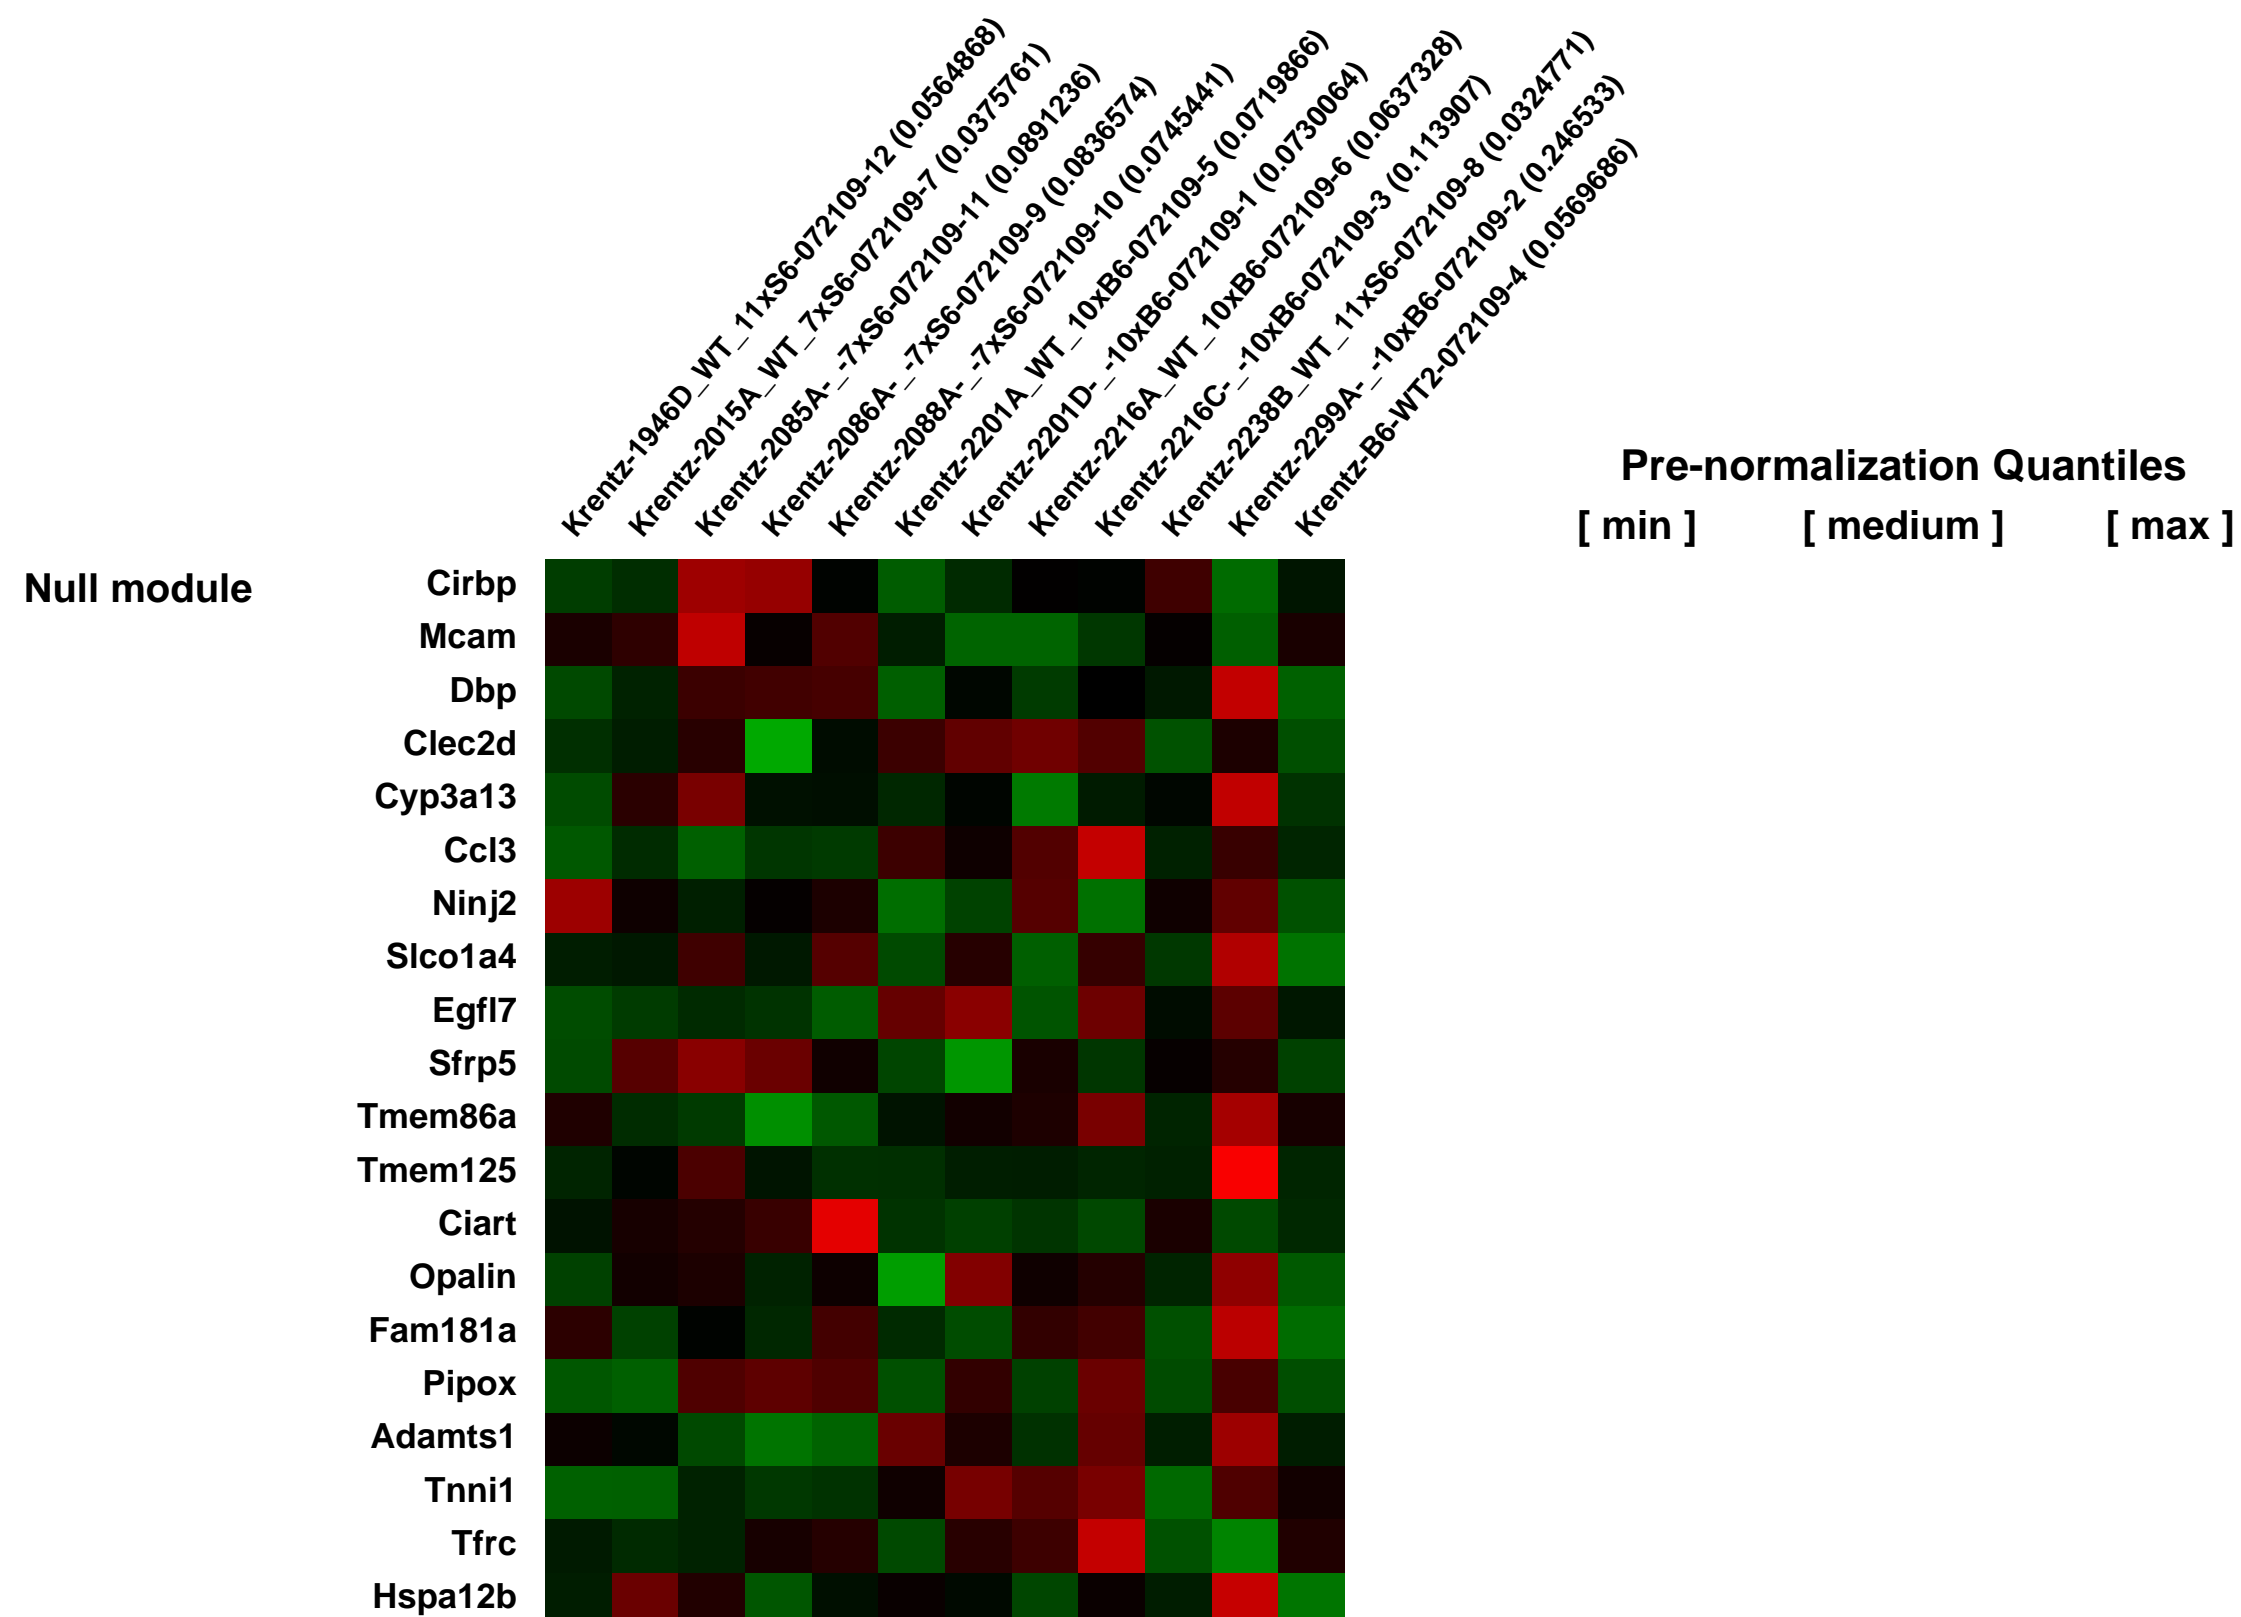 Krentz-1946D_WT_11xS6-072109-12 (0.0564868)
Krentz-2015A_WT_7xS6-072109-7 (0.0375761)
Krentz-2085A-_-7xS6-072109-11 (0.0891236)
Krentz-2086A-_-7xS6-072109-9 (0.0836574)
Krentz-2088A-_-7xS6-072109-10 (0.0745441)
Krentz-2201A_WT_10xB6-072109-5 (0.0719866)
Krentz-2201D-_-10xB6-072109-1 (0.0730064)
Krentz-2216A_WT_10xB6-072109-6 (0.0637328)
Krentz-2216C-_-10xB6-072109-3 (0.113907)
Krentz-2238B_WT_11xS6-072109-8 (0.0324771)
Krentz-2299A-_-10xB6-072109-2 (0.246533)
Krentz-B6-WT2-072109-4 (0.0569686)
Pre-normalization Quantiles
[ min ] [ medium ] [ max ]
Null module
Cirbp
Mcam
Dbp
Clec2d
Cyp3a13
Ccl3
Ninj2
Slco1a4
Egfl7
Sfrp5
Tmem86a
Tmem125
Ciart
Opalin
Fam181a
Pipox
Adamts1
Tnni1
Tfrc
Hspa12b